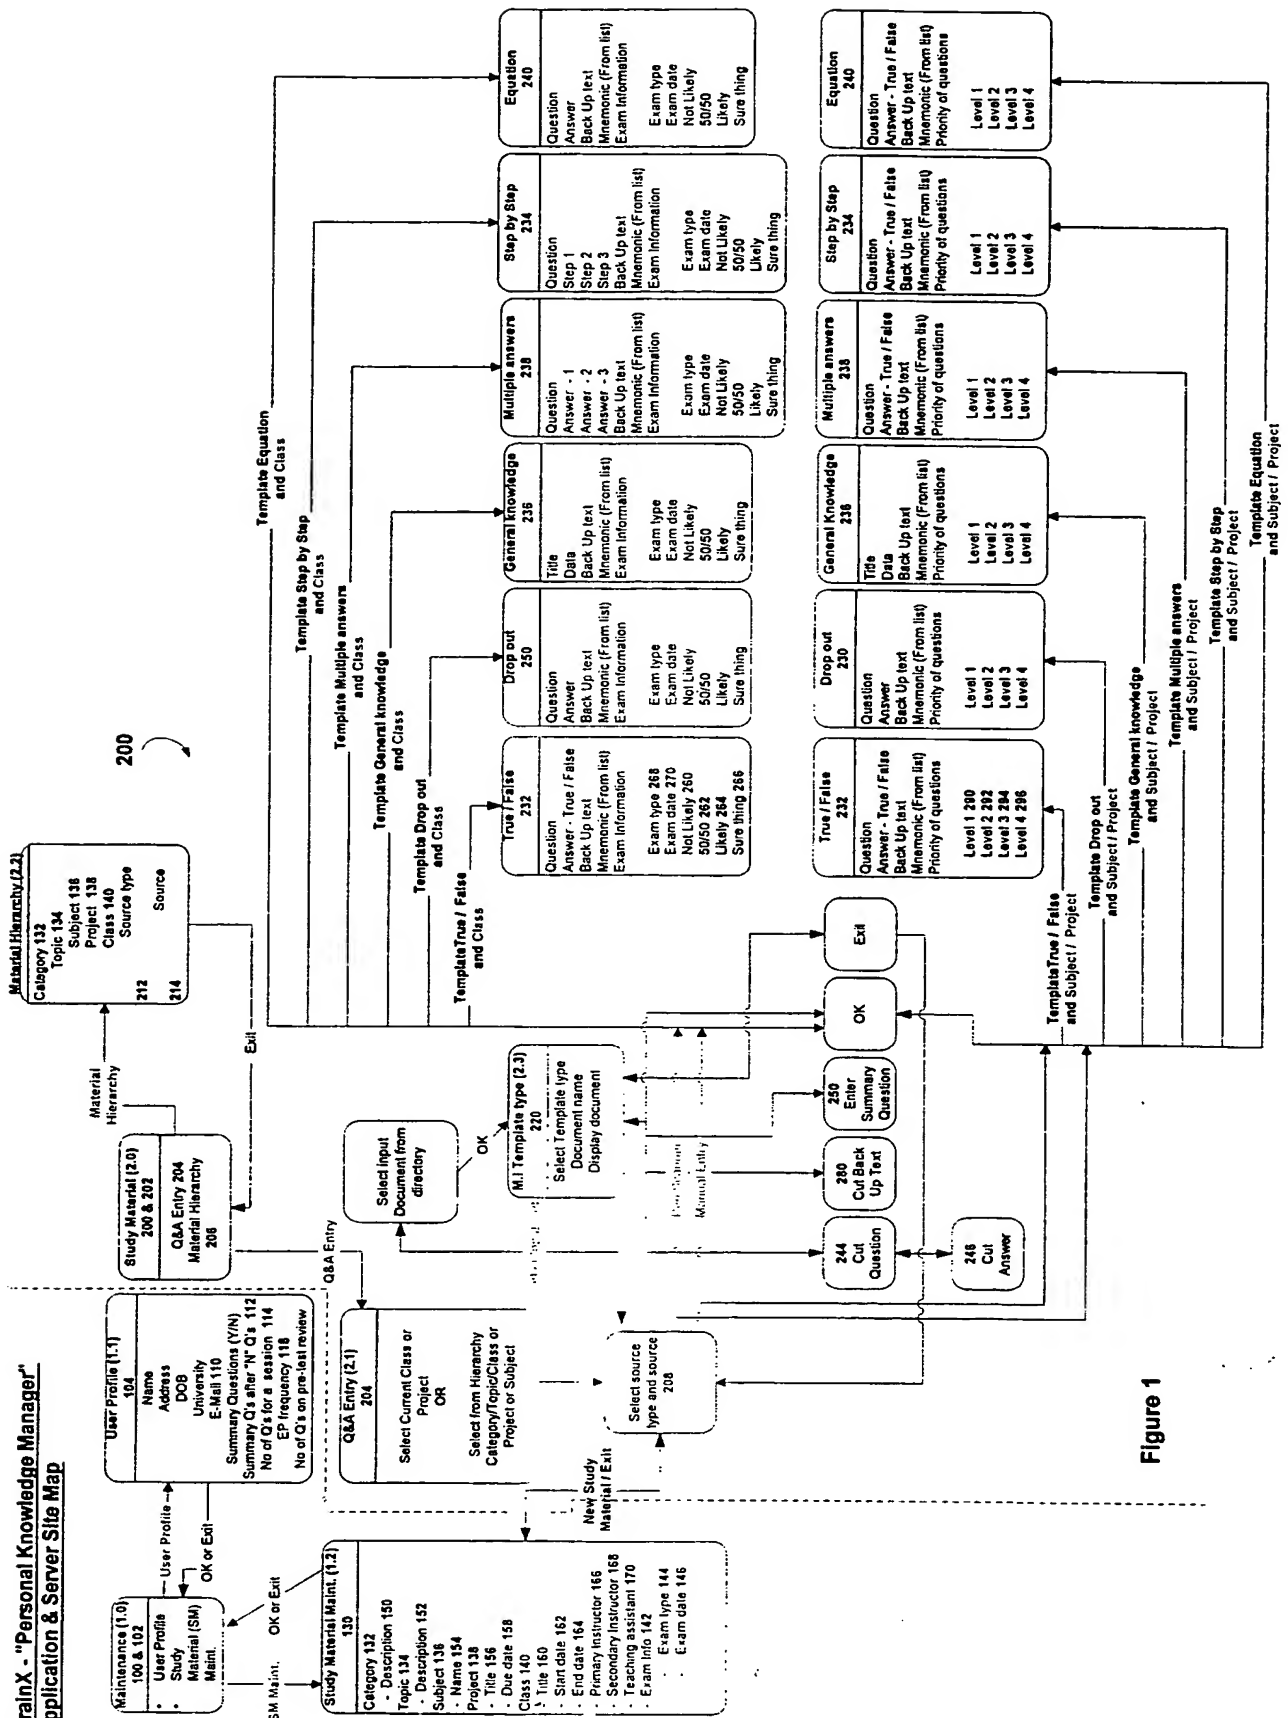 rainX - "Personal Knowledge Manager"
pplication & Server Site Map
Maintenance (1.0)
100 & 102
· User Profile
· Study
Material (SM)
Maint.
User Profile
OK or Exit
SM Maint.
OK or Exit
User Profile (1.1)
104
Name
Address
DOB
University
E-Mail 110
Summary Questions (Y/N)
Summary Q's after "N" Q's 112
No of Q's for a session 114
EP frequency 118
No of Q's on pre-test review
Study Material Maint. (1.2)
130
Category 132
- Description 150
Topic 134
- Description 152
Subject 136
- Name 154
Project 138
- Title 156
- Due date 158
Class 140
- Title 160
- Start date 162
- End date 164
- Primary Instructor 166
- Secondary Instructor 168
- Teaching assistant 170
- Exam Info 142
- Exam type 144
- Exam date 146
New Study
Material / Exit
Study Material (2.0)
200 & 202
Q&A Entry 204
Material Hierarchy
206
Material
Hierarchy
Exit
Q&A Entry
Material Hierarchy (2.2)
Category 132
Topic 134
Subject 136
Project 138
Class 140
212 Source type
214 Source
200
Q&A Entry (2.1)
204
Select Current Class or
Project
OR
Select from Hierarchy
Category/Topic/Class or
Project or Subject
Select source
type and source
208
Select input
Document from
directory
OK
M.I Template type (2.3)
220
Select Template type
Document name
Display document
Manual Entry
244
Cut
Question
246
Cut
Answer
280
Cut Back
Up Text
250
Enter
Summary
Question
OK
Exit
Template Equation
and Class
Template Step by Step
and Class
Template Multiple answers
and Class
Template General knowledge
and Class
Template Drop out
and Class
TemplateTrue / False
and Class
True / False
232
Question
Answer - True / False
Back Up text
Mnemonic (From list)
Exam Information
Exam type 268
Exam date 270
Not Likely 260
50/50 262
Likely 264
Sure thing 266
Drop out
250
Question
Answer
Back Up text
Mnemonic (From list)
Exam Information
Exam type
Exam date
Not Likely
50/50
Likely
Sure thing
General knowledge
236
Title
Data
Back Up text
Mnemonic (From list)
Exam Information
Exam type
Exam date
Not Likely
50/50
Likely
Sure thing
Multiple answers
238
Question
Answer - 1
Answer - 2
Answer - 3
Back Up text
Mnemonic (From list)
Exam Information
Exam type
Exam date
Not Likely
50/50
Likely
Sure thing
Step by Step
234
Question
Step 1
Step 2
Step 3
Back Up text
Mnemonic (From list)
Exam Information
Exam type
Exam date
Not Likely
50/50
Likely
Sure thing
Equation
240
Question
Answer
Back Up text
Mnemonic (From list)
Exam Information
Exam type
Exam date
Not Likely
50/50
Likely
Sure thing
True / False
232
Question
Answer - True / False
Back Up text
Mnemonic (From list)
Priority of questions
Level 1 290
Level 2 292
Level 3 294
Level 4 296
Drop out
230
Question
Answer
Back Up text
Mnemonic (From list)
Priority of questions
Level 1
Level 2
Level 3
Level 4
General Knowledge
236
Title
Data
Back Up text
Mnemonic (From list)
Priority of questions
Level 1
Level 2
Level 3
Level 4
Multiple answers
238
Question
Answer - True / False
Back Up text
Mnemonic (From list)
Priority of questions
Level 1
Level 2
Level 3
Level 4
Step by Step
234
Question
Answer - True / False
Back Up text
Mnemonic (From list)
Priority of questions
Level 1
Level 2
Level 3
Level 4
Equation
240
Question
Answer - True / False
Back Up text
Mnemonic (From list)
Priority of questions
Level 1
Level 2
Level 3
Level 4
TemplateTrue / False
and Subject / Project
Template Drop out
and Subject / Project
Template General knowledge
and Subject / Project
Template Multiple answers
and Subject / Project
Template Step by Step
and Subject / Project
Template Equation
and Subject / Project
Figure 1